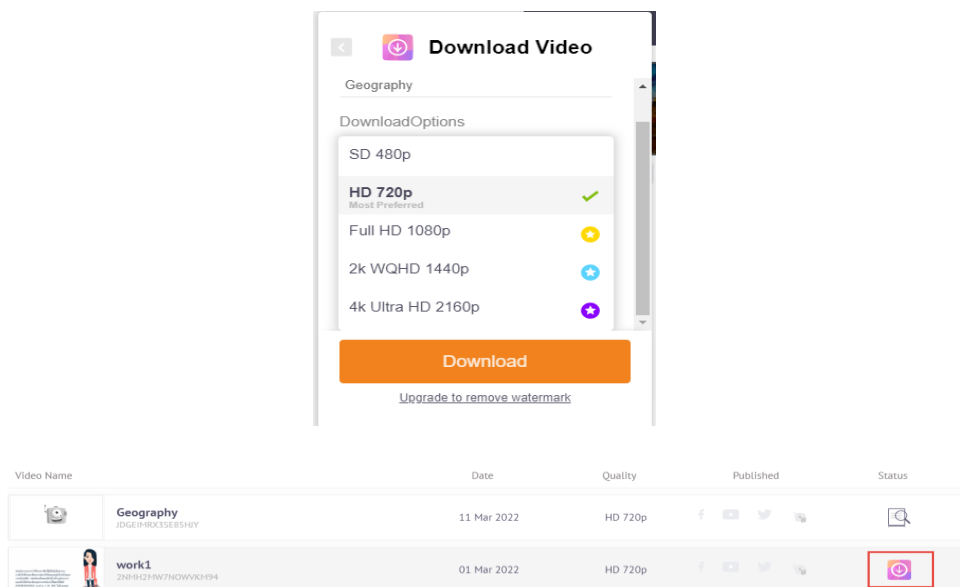 Download Video
Geography
DownloadOptions
SD 480p
HD 720p
Most Preferred
Full HD 1080p
2k WQHD 1440p
4k Ultra HD 2160p
Download
Upgrade to remove watermark
Video Name Date Quality Published Status
Geography
JDGEIMRX3SE85HJY
11 Mar 2022 HD 720p
work1
2NMH2MW7NOWVKM94
01 Mar 2022 HD 720p